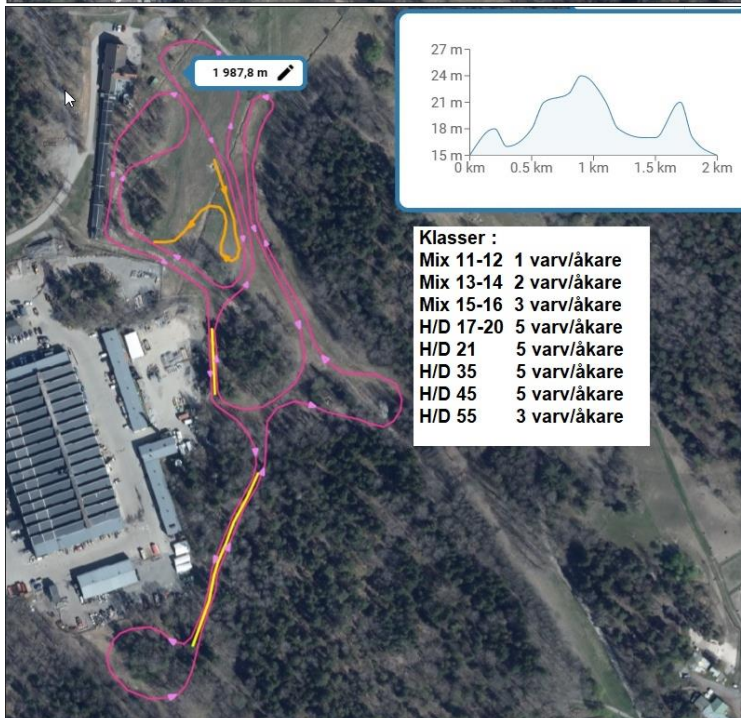 1 987,8 m
27 m
24 m
21 m
18 m
15 m
0 km
0.5 km
1 km
1.5 km
2 km
Klasser :
Mix 11-12 1 varv/åkare
Mix 13-14 2 varv/åkare
Mix 15-16 3 varv/åkare
H/D 17-20 5 varv/åkare
H/D 21 5 varv/åkare
H/D 35 5 varv/åkare
H/D 45 5 varv/åkare
H/D 55 3 varv/åkare